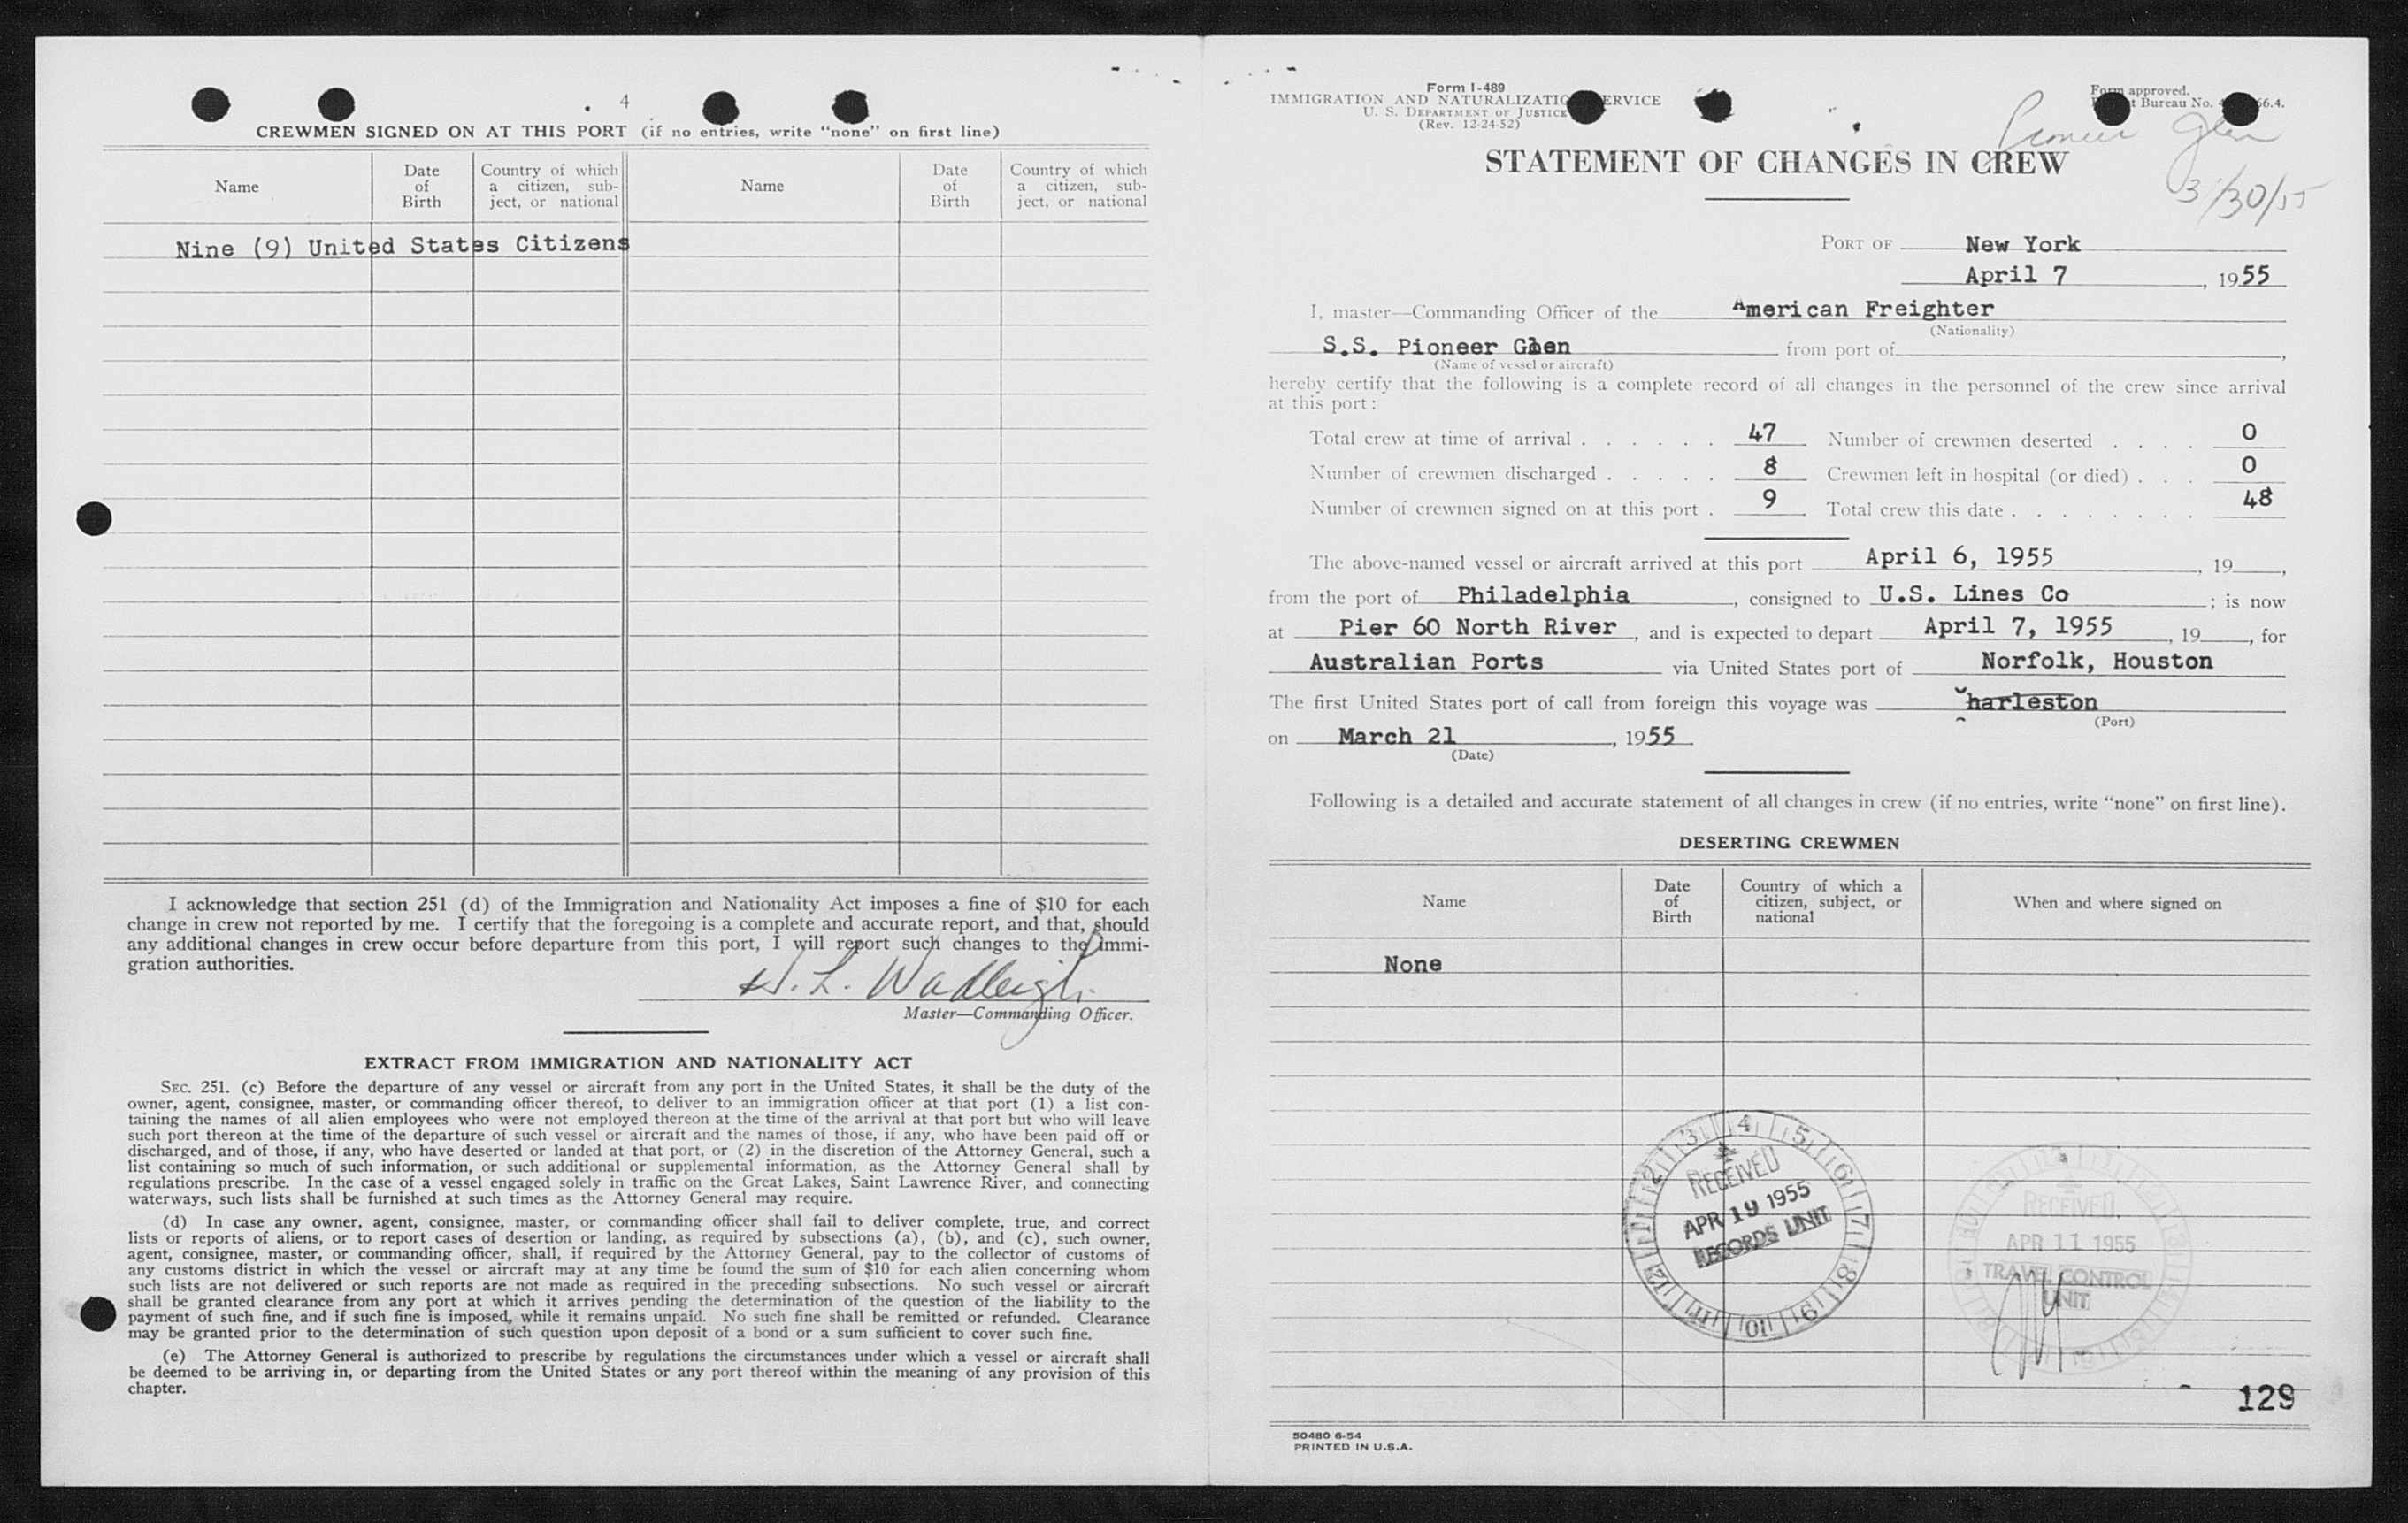 4
CREWMEN SIGNED ON AT THIS PORT (if no entries, write “none” on first line)
Name
Date of Birth
Country of which a citizen, sub-ject, or national
Name
Date of Birth
Country of which a citizen, sub-ject, or national
Nine (9) United States Citizens
I acknowledge that section 251 (d) of the Immigration and Nationality Act imposes a fine of $10 for each
change in crew not reported by me. I certify that the foregoing is a complete and accurate report, and that, should
any additional changes in crew occur before departure from this port, I will report such changes to the immi-
gration authorities.
H. L. Wadleigh
Master—Commanding Officer.
EXTRACT FROM IMMIGRATION AND NATIONALITY ACT
SEC. 251. (c) Before the departure of any vessel or aircraft from any port in the United States, it shall be the duty of the
owner, agent, consignee, master, or commanding officer thereof, to deliver to an immigration officer at that port (1) a list con-
taining the names of all alien employees who were not employed thereon at the time of the arrival at that port but who will leave
such port thereon at the time of the departure of such vessel or aircraft and the names of those, if any, who have been paid off or
discharged, and of those, if any, who have deserted or landed at that port, or (2) in the discretion of the Attorney General, such a
list containing so much of such information, or such additional or supplemental information, as the Attorney General shall by
regulations prescribe. In the case of a vessel engaged solely in traffic on the Great Lakes, Saint Lawrence River, and connecting
waterways, such lists shall be furnished at such times as the Attorney General may require.
(d) In case any owner, agent, consignee, master, or commanding officer shall fail to deliver complete, true, and correct
lists or reports of aliens, or to report cases of desertion or landing, as required by subsections (a), (b), and (c), such owner,
agent, consignee, master, or commanding officer, shall, if required by the Attorney General, pay to the collector of customs of
any customs district in which the vessel or aircraft may at any time be found the sum of $10 for each alien concerning whom
such lists are not delivered or such reports are not made as required in the preceding subsections. No such vessel or aircraft
shall be granted clearance from any port at which it arrives pending the determination of the question of the liability to the
payment of such fine, and if such fine is imposed, while it remains unpaid. No such fine shall be remitted or refunded. Clearance
may be granted prior to the determination of such question upon deposit of a bond or a sum sufficient to cover such fine.
(e) The Attorney General is authorized to prescribe by regulations the circumstances under which a vessel or aircraft shall
be deemed to be arriving in, or departing from the United States or any port thereof within the meaning of any provision of this
chapter.
Form I-489
IMMIGRATION AND NATURALIZATION SERVICE
U. S. DEPARTMENT OF JUSTICE
(Rev. 12-24-52)
Form approved.
Bureau No. 66.4.
Pioneer Glen
3/30/55
STATEMENT OF CHANGES IN CREW
PORT OF New York
April 7, 1955
I, master—Commanding Officer of the American Freighter
(Nationality)
S.S. Pioneer Glen from port of,
(Name of vessel or aircraft)
hereby certify that the following is a complete record of all changes in the personnel of the crew since arrival
at this port:
Total crew at time of arrival . . . . . . 47 Number of crewmen deserted . . . . 0
Number of crewmen discharged . . . . . 8 Crewmen left in hospital (or died) . . . 0
Number of crewmen signed on at this port . 9 Total crew this date . . . . . . . . 48
The above-named vessel or aircraft arrived at this port April 6, 1955, 19,
from the port of Philadelphia, consigned to U.S. Lines Co; is now
at Pier 60 North River, and is expected to depart April 7, 1955, 19, for
Australian Ports via United States port of Norfolk, Houston
The first United States port of call from foreign this voyage was Charleston
(Port)
on March 21, 1955
(Date)
Following is a detailed and accurate statement of all changes in crew (if no entries, write “none” on first line).
DESERTING CREWMEN
Name
Date of Birth
Country of which a citizen, subject, or national
When and where signed on
None
RECEIVED
APR 19 1955
RECORDS UNIT
2 3 4 5 6 7 8 9 10 11 12 1
RECEIVED
APR 11 1955
TRAVEL CONTROL
UNIT
129
50480 6-54
PRINTED IN U.S.A.